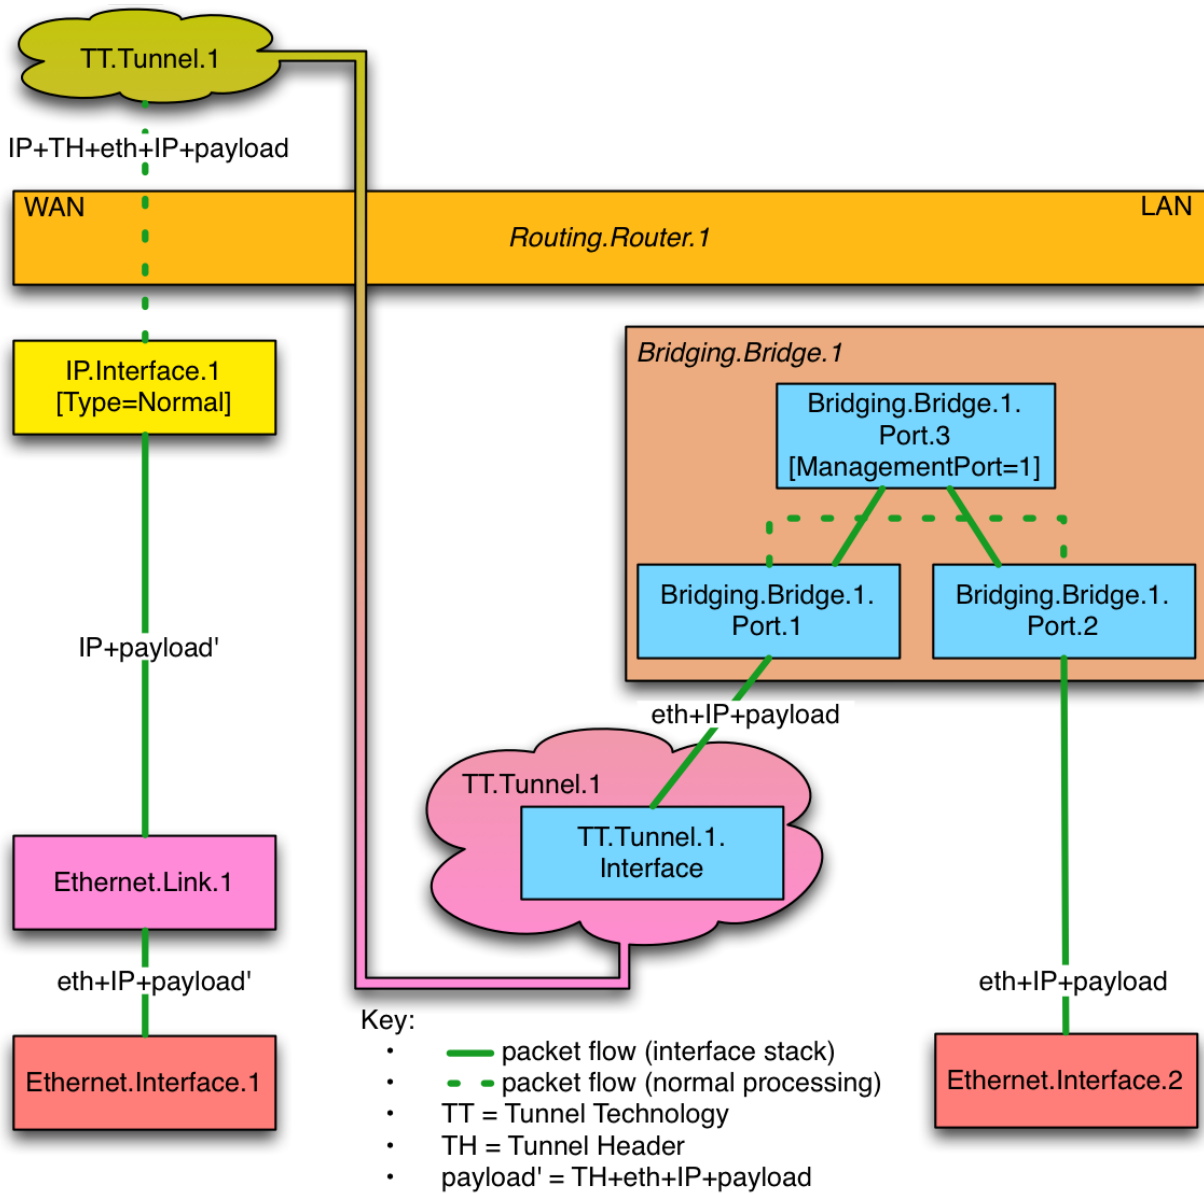 TT.Tunnel.1
IP+TH+eth+IP+payload
WAN
LAN
Routing.Router.1
IP.Interface.1
[Type=Normal]
Bridging.Bridge.1
Bridging.Bridge.1.
Port.3
[ManagementPort=1]
Bridging.Bridge.1.
Port.1
Bridging.Bridge.1.
Port.2
IP+payload'
eth+IP+payload
TT.Tunnel.1
TT.Tunnel.1.
Interface
Ethernet.Link.1
eth+IP+payload'
eth+IP+payload
Ethernet.Interface.1
Ethernet.Interface.2
Key:
• packet flow (interface stack)
• packet flow (normal processing)
• TT = Tunnel Technology
• TH = Tunnel Header
• payload' = TH+eth+IP+payload